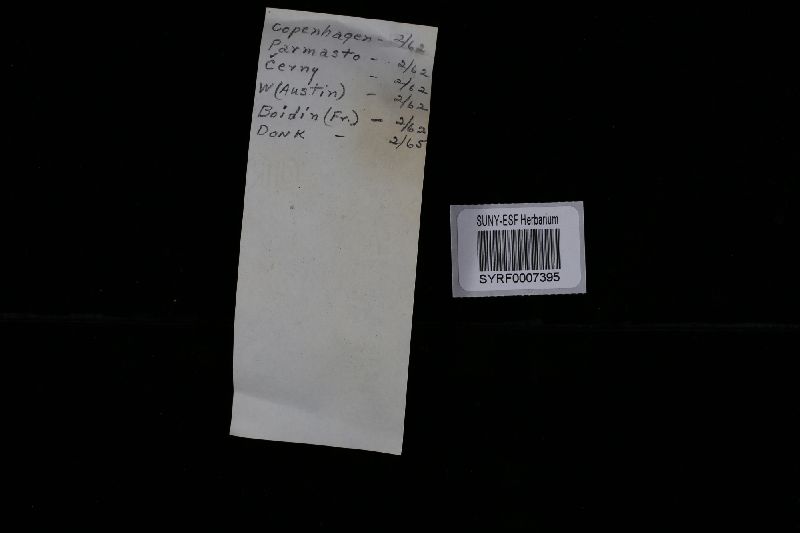 Copenhagen - 2/62
Parmasto - 2/62
Černy - 2/62
W (Austin) - 2/62
Boidin (Fr.) - 2/62
DONK - 2/65
SUNY-ESF Herbarium
SYRF0007395